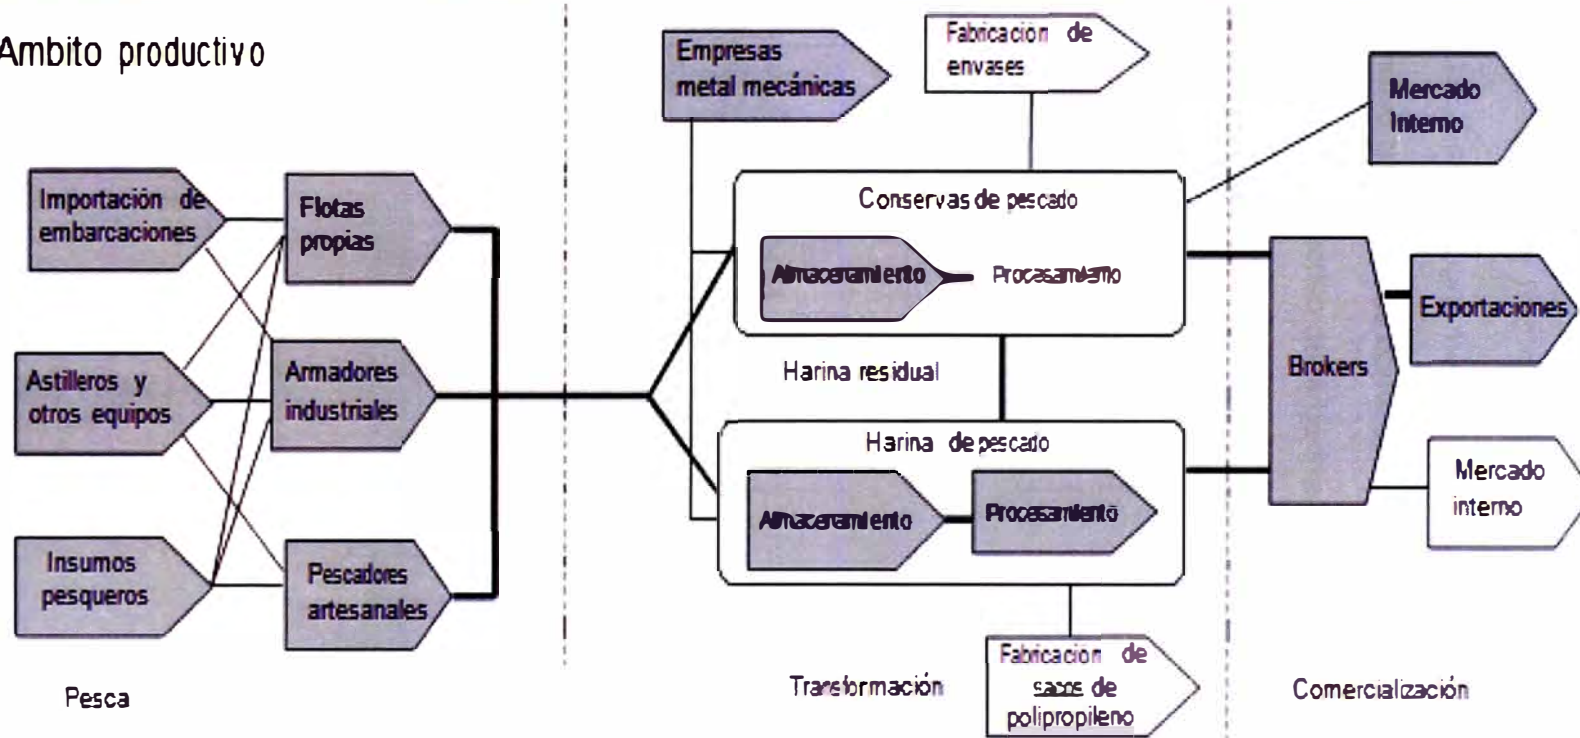 Ambito productivo
Importación de
embarcaciones
Flotas
propias
Astilleros y
otros equipos
Armadores
industriales
Insumos
pesqueros
Pescadores
artesanales
Pesca
Empresas
metal mecánicas
Fabricación de
envases
Conservas de pescado
Almacenamiento
Procesamiento
Harina residual
Harina de pescado
Almacenamiento
Procesamiento
Fabricación de
sacos de
polipropileno
Transformación
Mercado
Interno
Brokers
Exportaciones
Mercado
interno
Comercialización